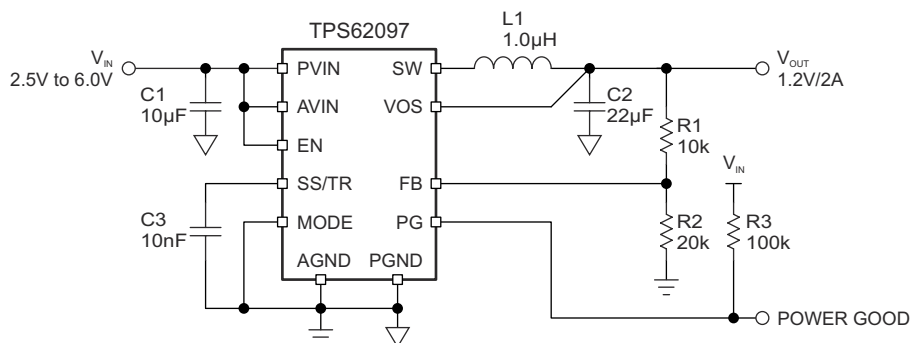 TPS62097
L1
1.0µH
V_IN
2.5V to 6.0V
C1
10µF
PVIN
AVIN
EN
SS/TR
MODE
AGND
PGND
SW
VOS
FB
PG
C2
22µF
V_OUT
1.2V/2A
R1
10k
R2
20k
V_IN
R3
100k
C3
10nF
POWER GOOD